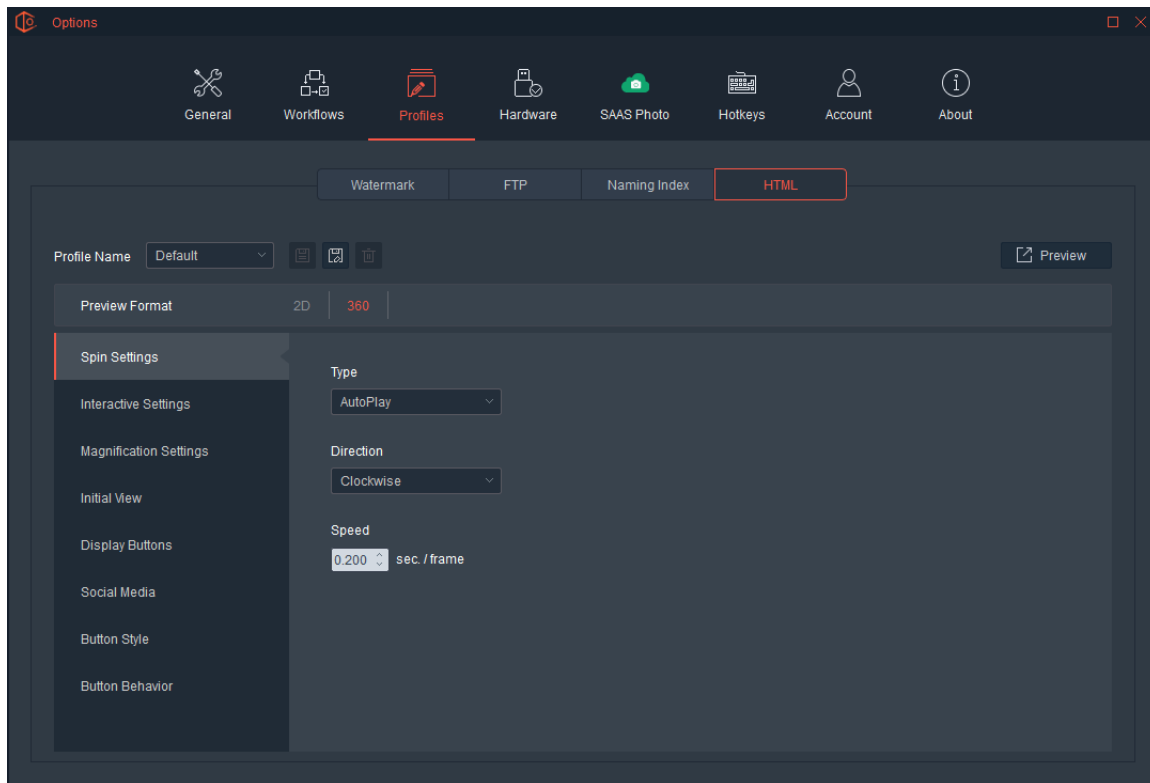 Options
General Workflows Profiles Hardware SAAS Photo Hotkeys Account About
Watermark FTP Naming Index HTML
Profile Name Default Preview
Preview Format 2D 360
Spin Settings
Interactive Settings
Magnification Settings
Initial View
Display Buttons
Social Media
Button Style
Button Behavior
Type
AutoPlay
Direction
Clockwise
Speed
0.200 sec. / frame